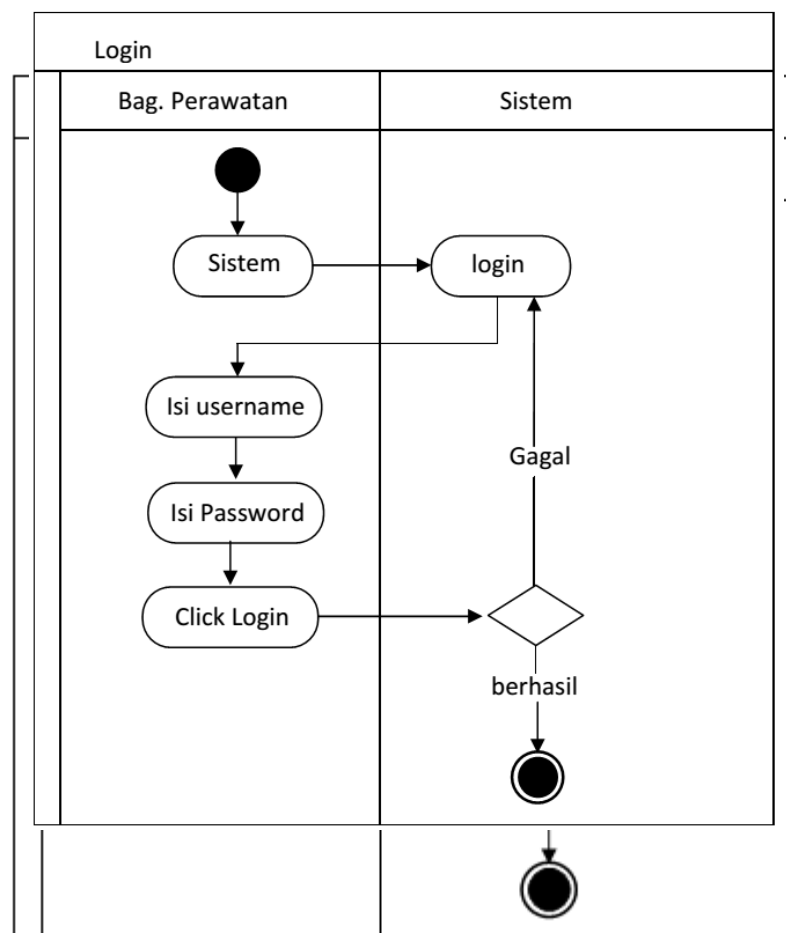 Login
Bag. Perawatan
Sistem
Sistem
login
Isi username
Gagal
Isi Password
Click Login
berhasil